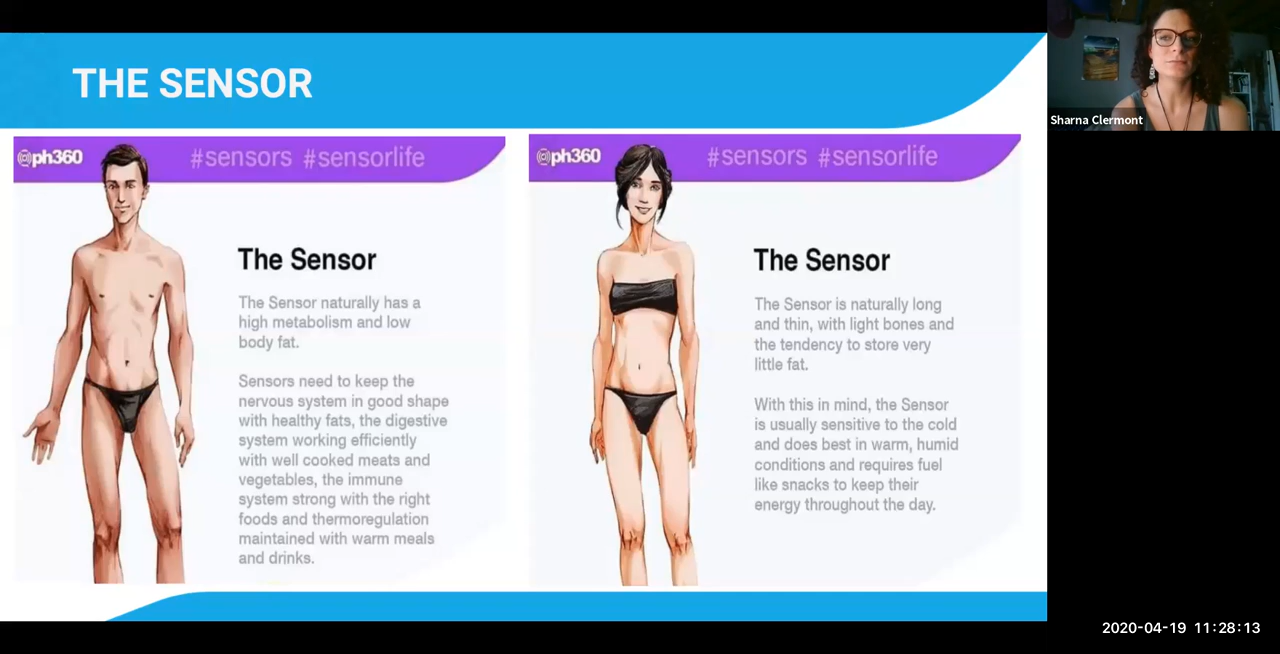 THE SENSOR
ph360 #sensors #sensorlife
The Sensor
The Sensor naturally has a
high metabolism and low
body fat.
Sensors need to keep the
nervous system in good shape
with healthy fats, the digestive
system working efficiently
with well cooked meats and
vegetables, the immune
system strong with the right
foods and thermoregulation
maintained with warm meals
and drinks.
ph360 #sensors #sensorlife
The Sensor
The Sensor is naturally long
and thin, with light bones and
the tendency to store very
little fat.
With this in mind, the Sensor
is usually sensitive to the cold
and does best in warm, humid
conditions and requires fuel
like snacks to keep their
energy throughout the day.
Sharna Clermont
2020-04-19 11:28:13